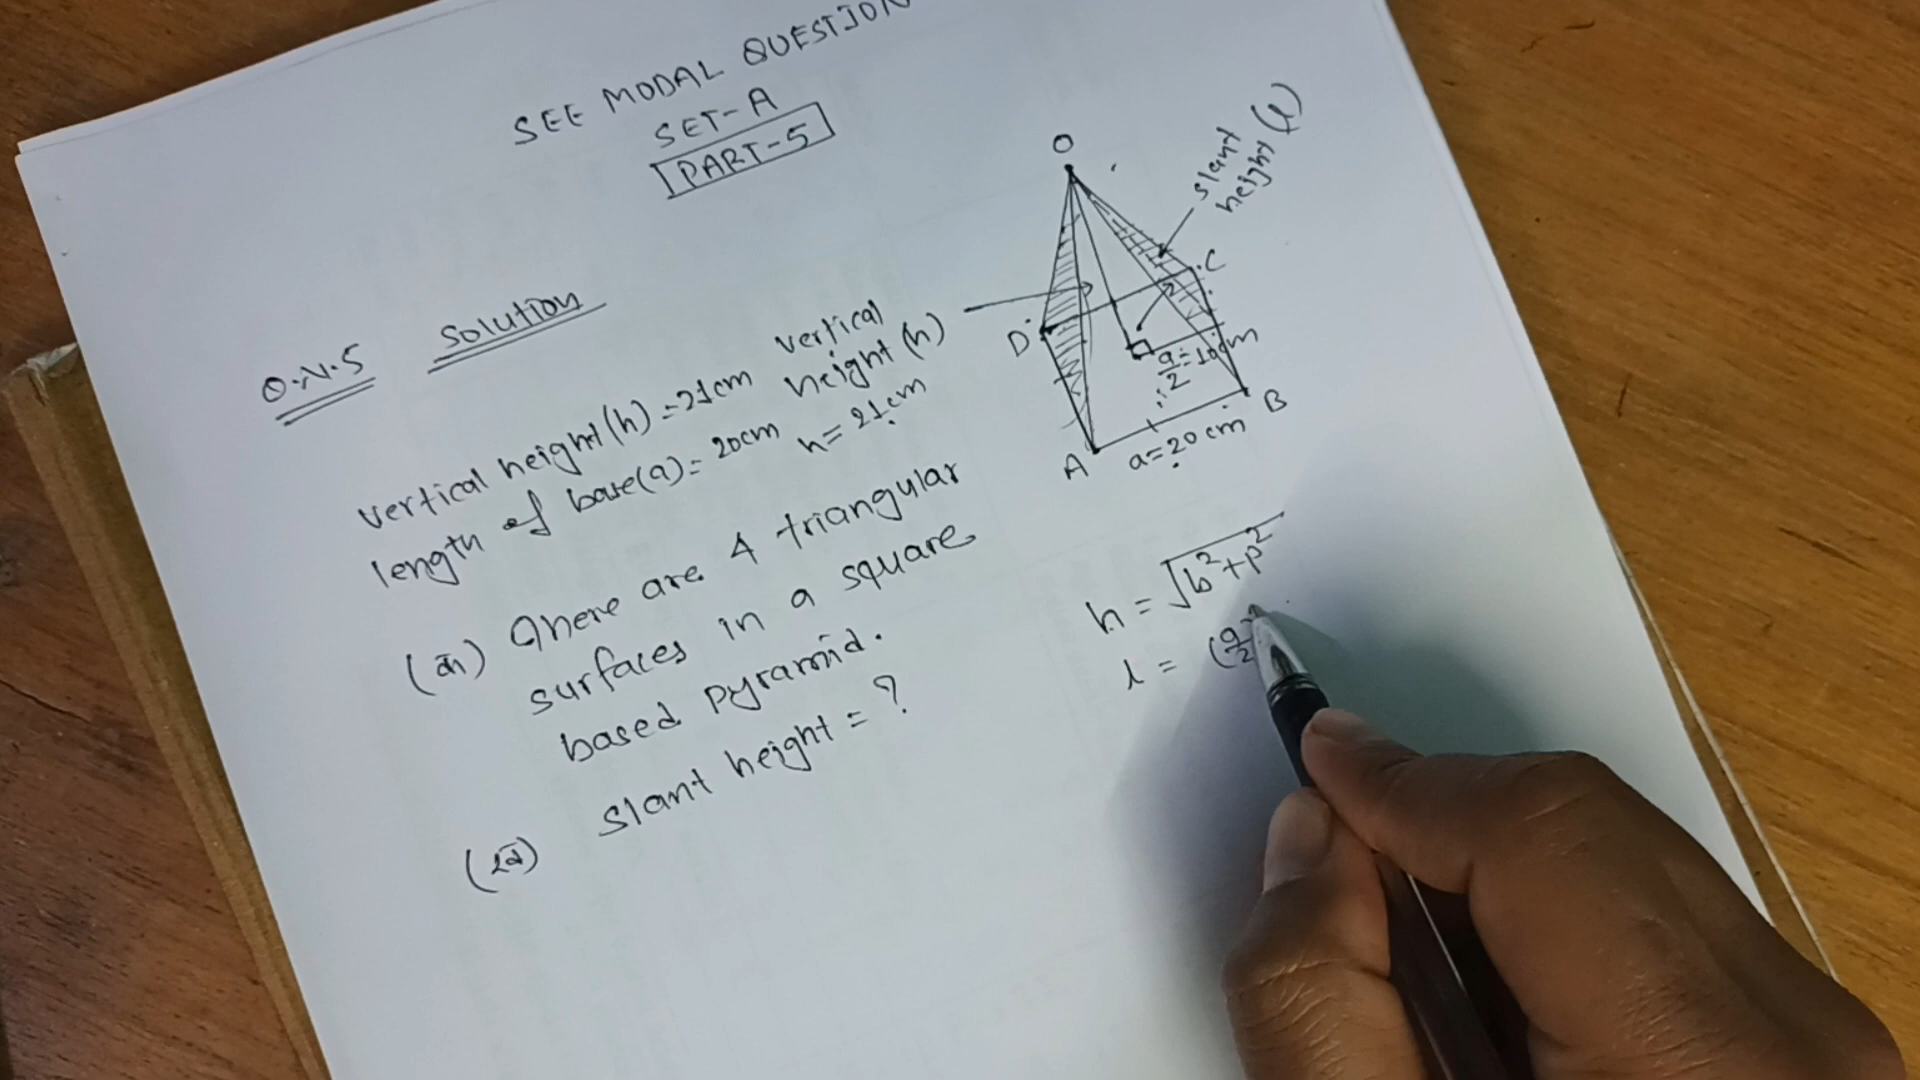 SEE MODAL QUESTION
SET-A
PART-5
Q.N.5 Solution
vertical height (h) = 21cm
length of base (a) = 20cm
vertical
height (h)
h = 21cm
There are 4 triangular
surfaces in a square
based pyramid.
slant height = ?
O
slant
height (l)
C
D
a/2 = 10cm
B
A
a = 20 cm
h = √b²+p²
l = (a/2